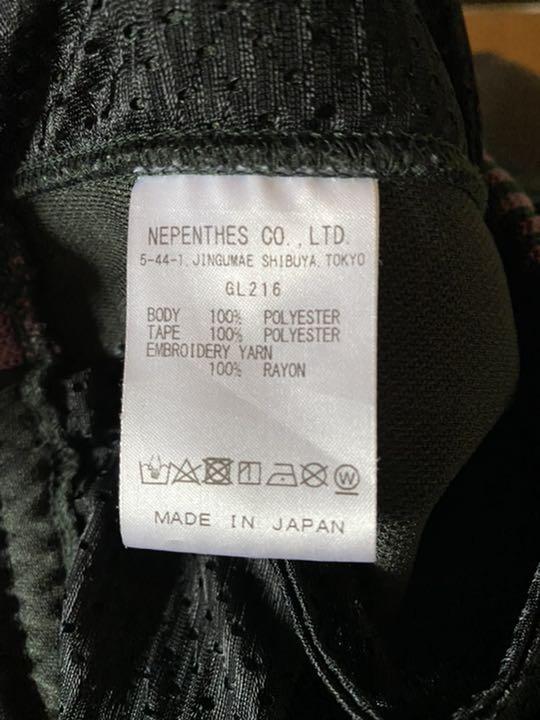 NEPENTHES CO., LTD.
5-44-1, JINGUMAE SHIBUYA, TOKYO
GL216
BODY 100% POLYESTER
TAPE 100% POLYESTER
EMBROIDERY YARN
100% RAYON
W
MADE IN JAPAN